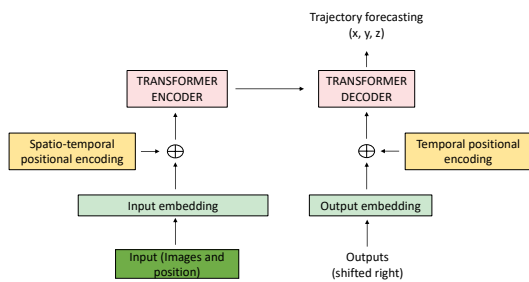 Trajectory forecasting
(x, y, z)
TRANSFORMER
ENCODER
TRANSFORMER
DECODER
Spatio-temporal
positional encoding
Temporal positional
encoding
Input embedding
Output embedding
Input (Images and
position)
Outputs
(shifted right)